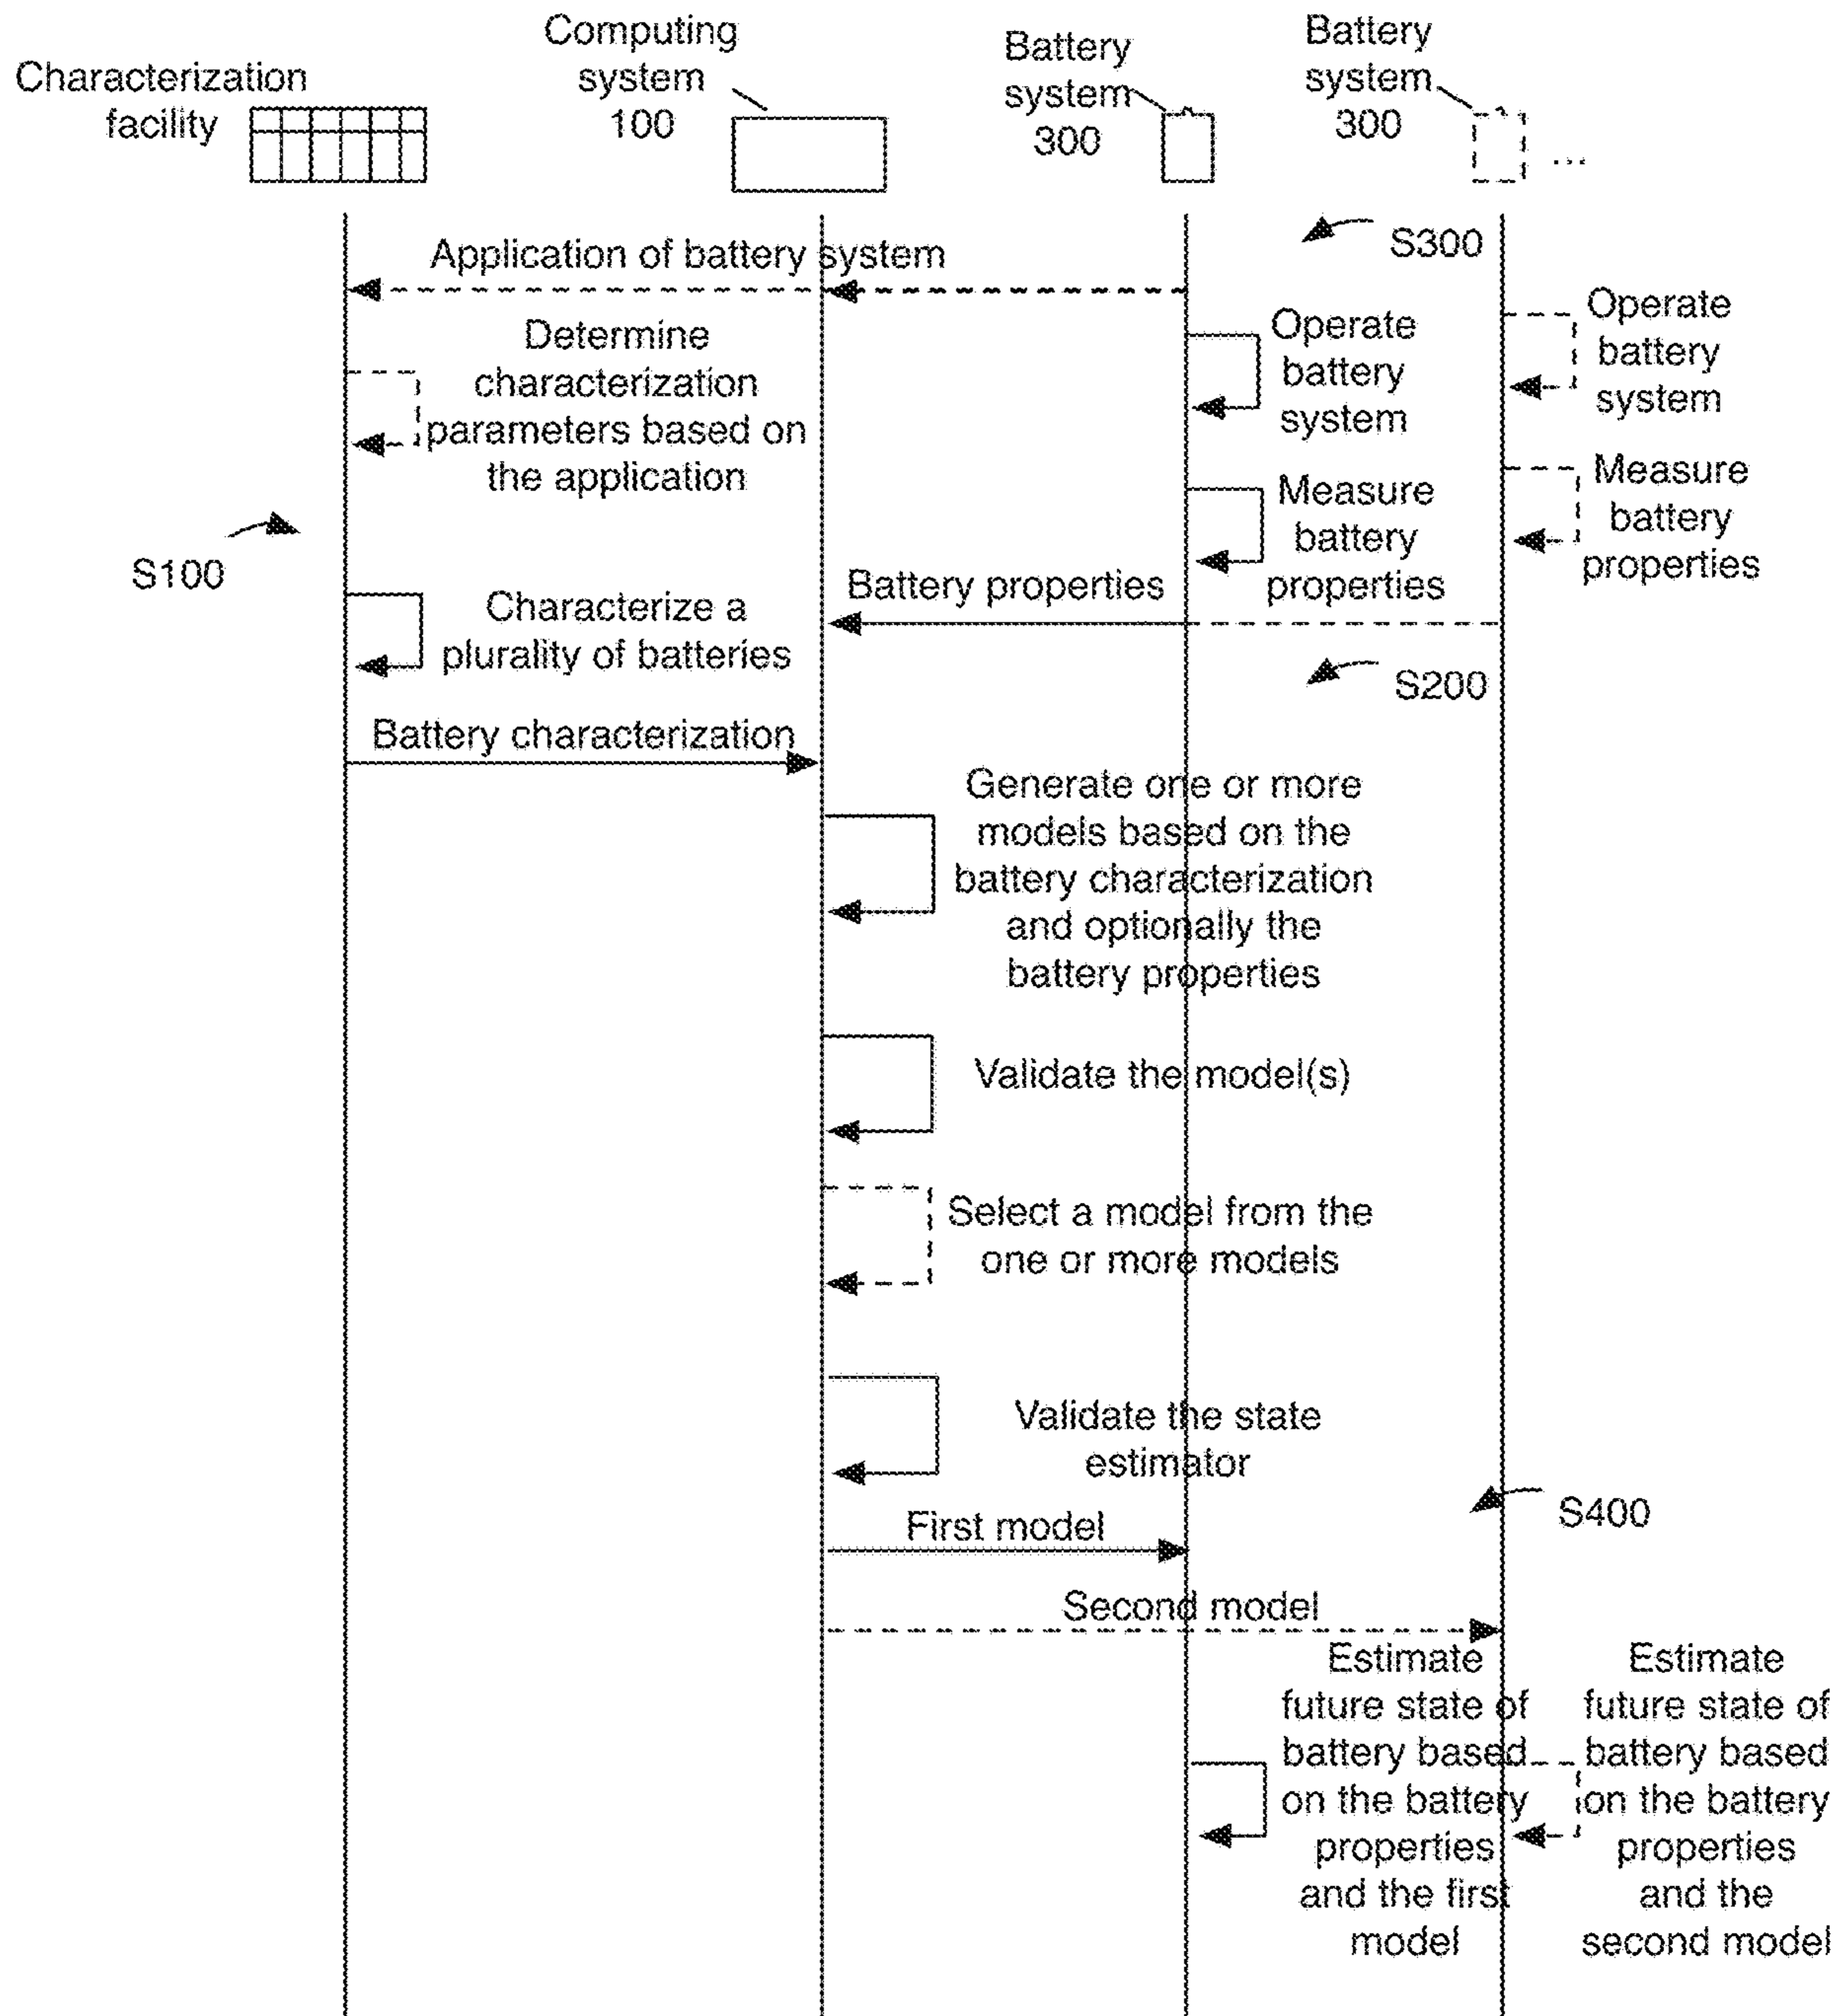 Characterization
facility
Computing
system
100
Battery
system
300
Battery
system
300
...
S300
Application of battery system
Determine
characterization
parameters based on
the application
Operate
battery
system
Operate
battery
system
Measure
battery
properties
Measure
battery
properties
S100
Characterize a
plurality of batteries
Battery properties
S200
Battery characterization
Generate one or more
models based on the
battery characterization
and optionally the
battery properties
Validate the model(s)
Select a model from the
one or more models
Validate the state
estimator
S400
First model
Second model
Estimate
future state of
battery based
on the battery
properties
and the first
model
Estimate
future state of
battery based
on the battery
properties
and the
second model